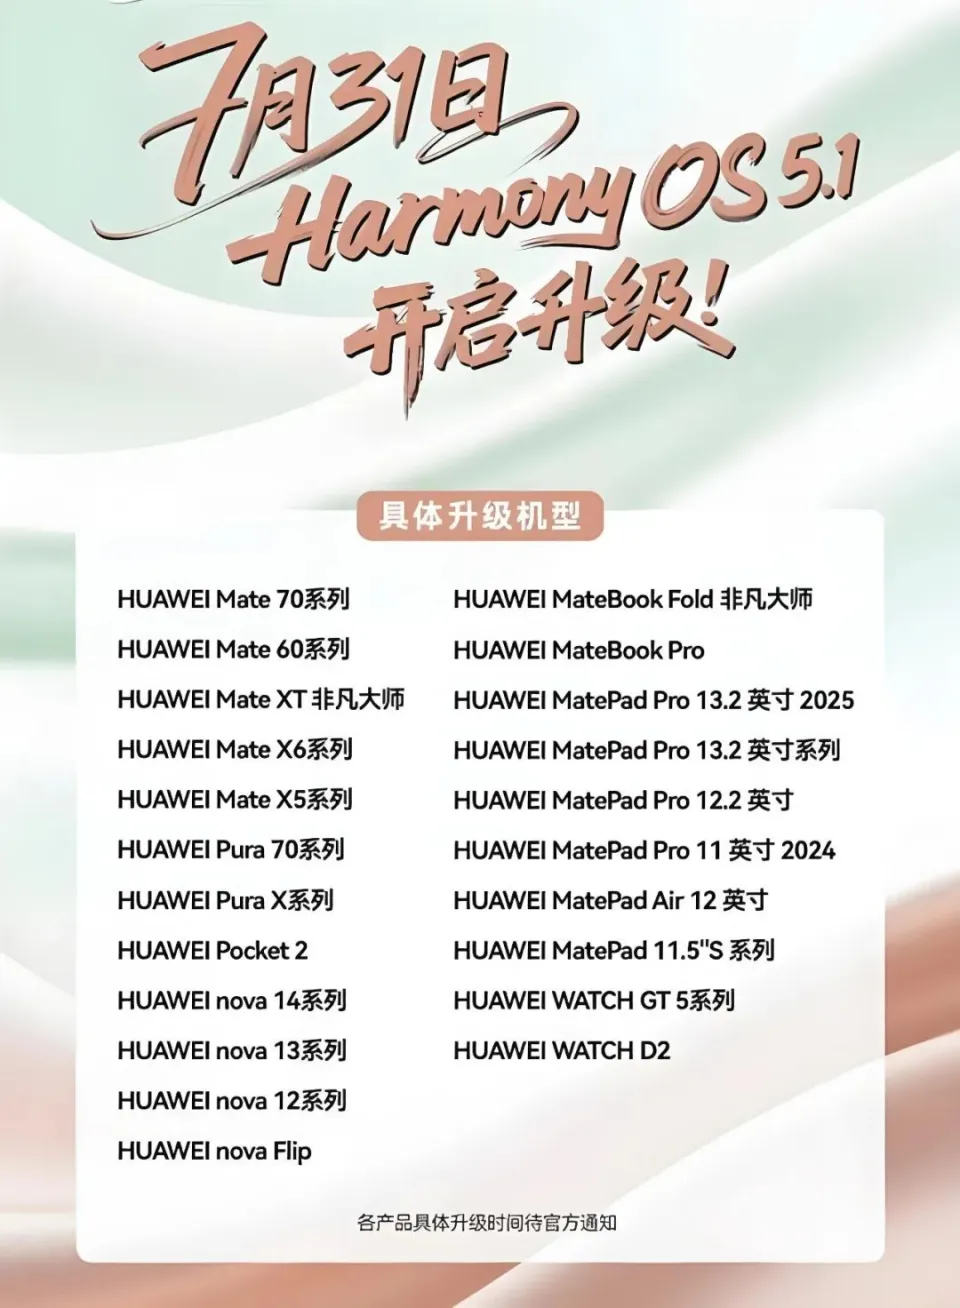 7月31日
HarmonyOS 5.1
开启升级!
具体升级机型
HUAWEI Mate 70系列
HUAWEI Mate 60系列
HUAWEI Mate XT 非凡大师
HUAWEI Mate X6系列
HUAWEI Mate X5系列
HUAWEI Pura 70系列
HUAWEI Pura X系列
HUAWEI Pocket 2
HUAWEI nova 14系列
HUAWEI nova 13系列
HUAWEI nova 12系列
HUAWEI nova Flip
HUAWEI MateBook Fold 非凡大师
HUAWEI MateBook Pro
HUAWEI MatePad Pro 13.2 英寸 2025
HUAWEI MatePad Pro 13.2 英寸系列
HUAWEI MatePad Pro 12.2 英寸
HUAWEI MatePad Pro 11 英寸 2024
HUAWEI MatePad Air 12 英寸
HUAWEI MatePad 11.5"S 系列
HUAWEI WATCH GT 5系列
HUAWEI WATCH D2
各产品具体升级时间待官方通知